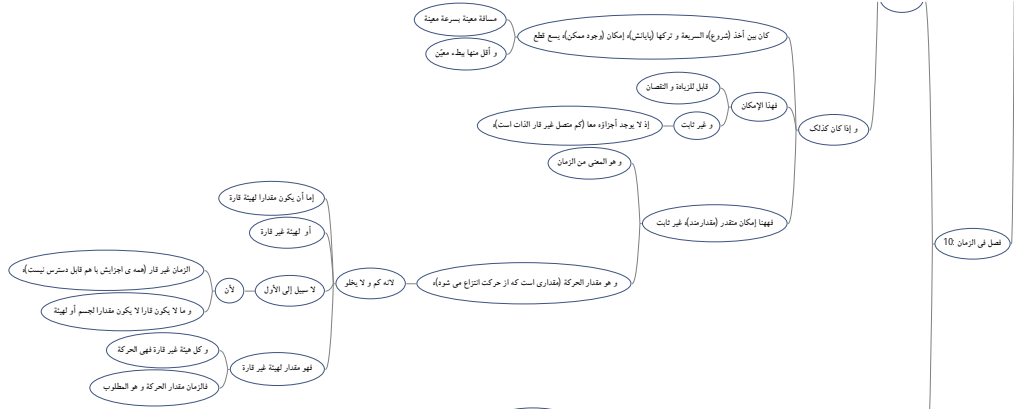 فصل فی الزمان :10
و إذا كان كذلك
كان بين أخذ (شروع)ه السريعة و تركها (پایانش)ه إمكان (وجود ممكن)ه يسع قطع
مسافة معينة بسرعة معينة
و أقل منها ببطء معيّن
فهذا الإمكان
قابل للزيادة و النقصان
و غير ثابت
إذ لا يوجد أجزاؤه معا (كم متصل غير قار الذات است)ه
فههنا إمكان متقدر (مقدارمند)ه غير ثابت
و هو المعنى من الزمان
و هو مقدار الحركة (مقداری است که از حرکت انتزاع می شود)ه
لانه كم و لا يخلو
إما أن يكون مقدارا لهيئة قارة
أو لهيئة غير قارة
لا سبيل إلى الأول
لأن
الزمان غير قار (همه ی اجزایش با هم قابل دسترس نیست)ه
و ما لا يكون قارا لا يكون مقدارا لجسم أو لهيئة
فهو مقدار لهيئة غير قارة
و كل هيئة غير قارة فهى الحركة
فالزمان مقدار الحركة و هو المطلوب